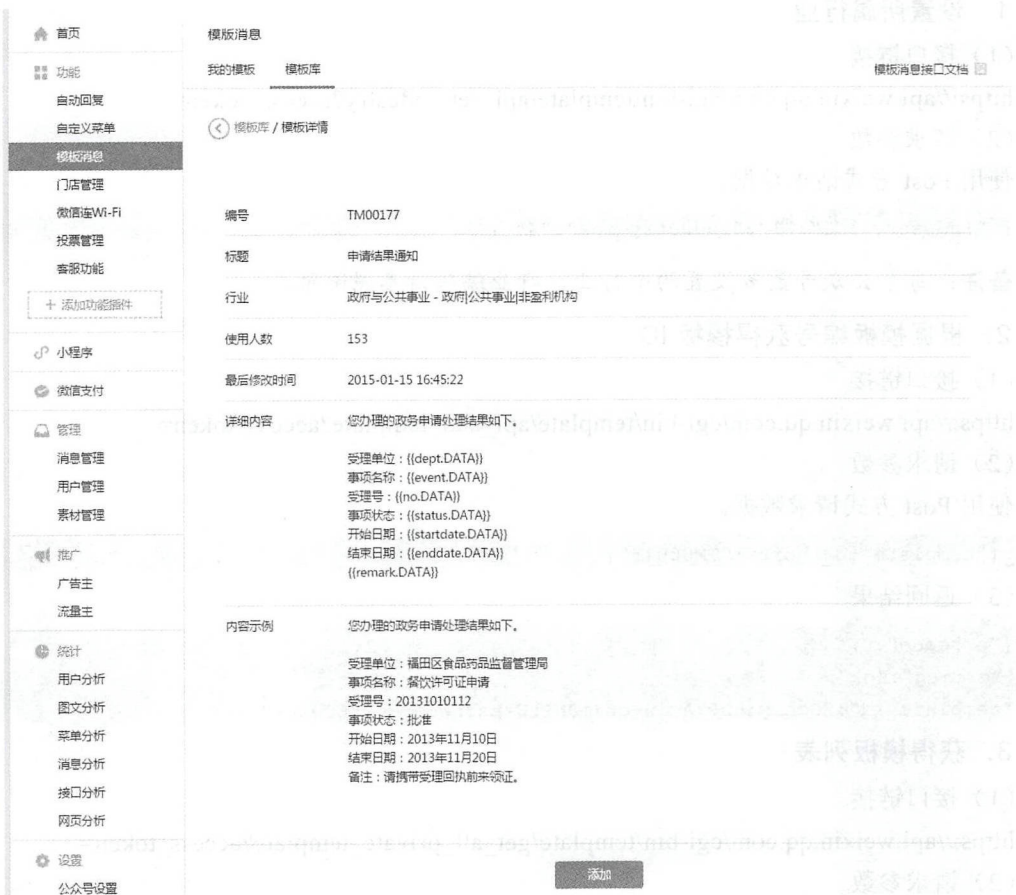 首页
功能
自动回复
自定义菜单
模板消息
门店管理
微信连Wi-Fi
投票管理
客服功能
+ 添加功能插件
小程序
微信支付
管理
消息管理
用户管理
素材管理
推广
广告主
流量主
统计
用户分析
图文分析
菜单分析
消息分析
接口分析
网页分析
设置
公众号设置
模版消息
我的模板 模板库 模板消息接口文档
模板库 / 模板详情
编号 TM00177
标题 申请结果通知
行业 政府与公共事业 - 政府|公共事业|非盈利机构
使用人数 153
最后修改时间 2015-01-15 16:45:22
详细内容 您办理的政务申请处理结果如下。
受理单位：{{dept.DATA}}
事项名称：{{event.DATA}}
受理号：{{no.DATA}}
事项状态：{{status.DATA}}
开始日期：{{startdate.DATA}}
结束日期：{{enddate.DATA}}
{{remark.DATA}}
内容示例 您办理的政务申请处理结果如下。
受理单位：福田区食品药品监督管理局
事项名称：餐饮许可证申请
受理号：20131010112
事项状态：批准
开始日期：2013年11月10日
结束日期：2013年11月20日
备注：请携带受理回执前来领证。
添加